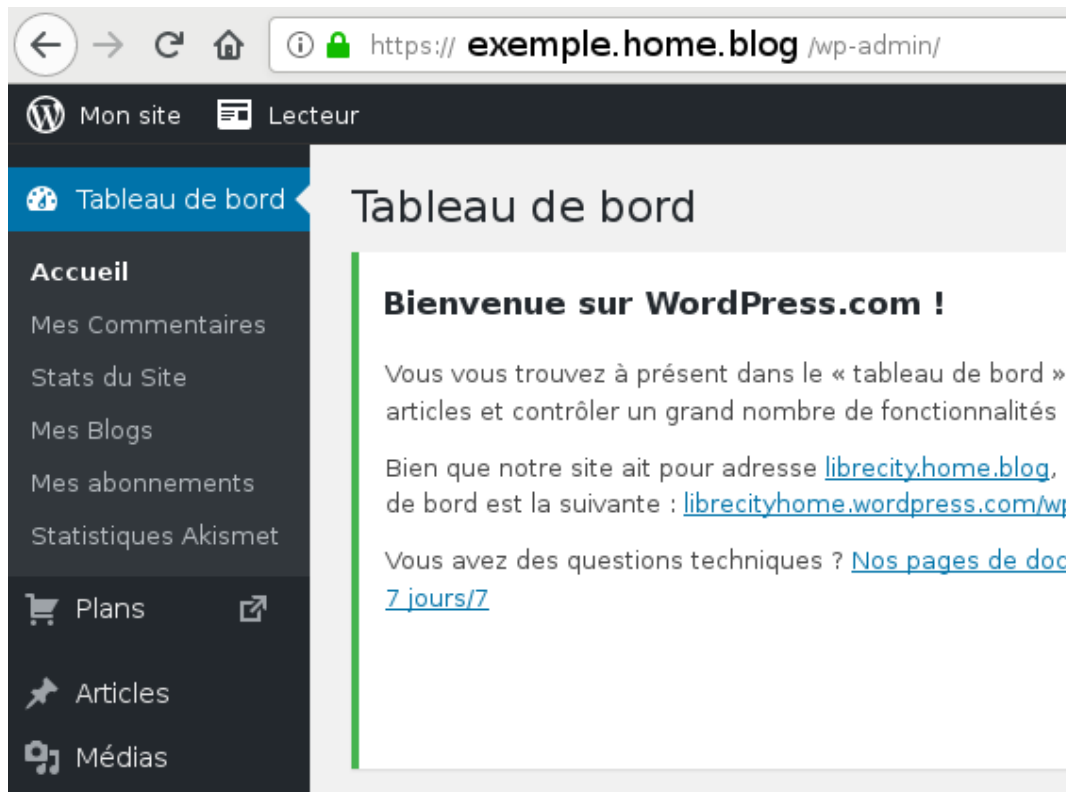 https:// exemple.home.blog /wp-admin/
Mon site Lecteur
Tableau de bord
Accueil
Mes Commentaires
Stats du Site
Mes Blogs
Mes abonnements
Statistiques Akismet
Plans
Articles
Médias
Tableau de bord
Bienvenue sur WordPress.com !
Vous vous trouvez à présent dans le « tableau de bord »
articles et contrôler un grand nombre de fonctionnalités
Bien que notre site ait pour adresse librecity.home.blog,
de bord est la suivante : librecityhome.wordpress.com/wp
Vous avez des questions techniques ? Nos pages de doc
7 jours/7